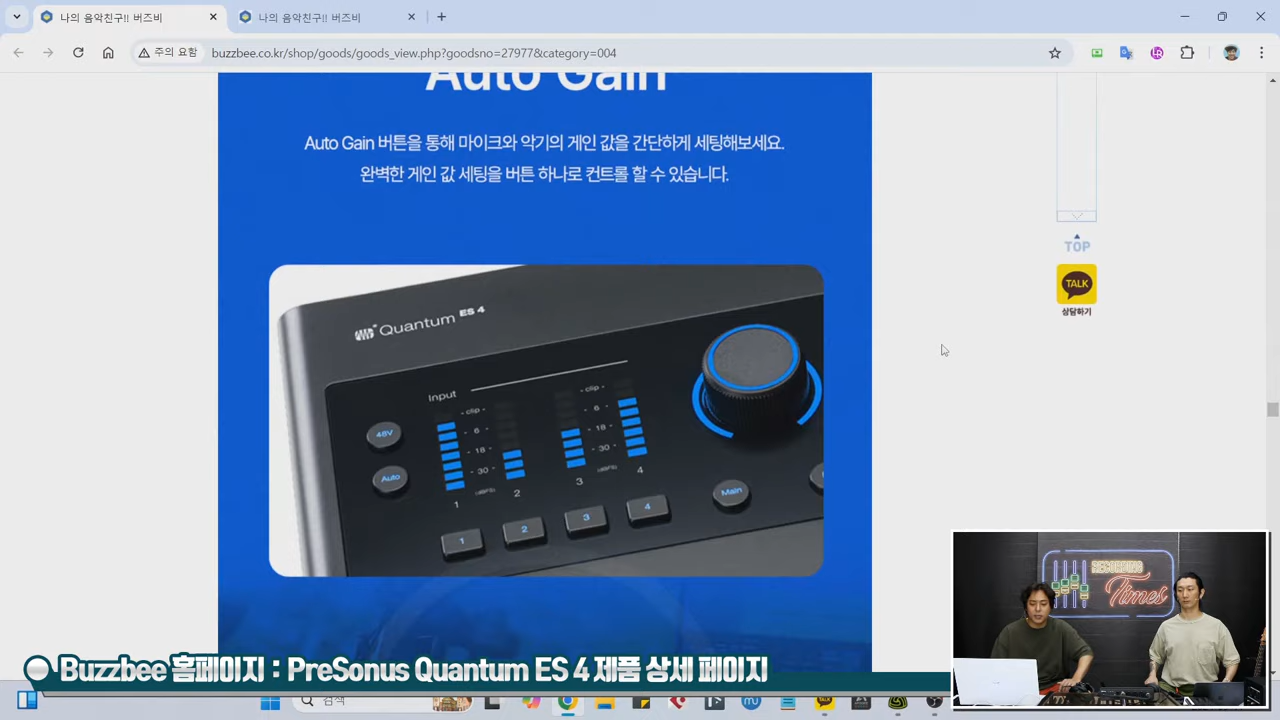 나의 음악친구!! 버즈비
나의 음악친구!! 버즈비
주의 요함
buzzbee.co.kr/shop/goods/goods_view.php?goodsno=27977&category=004
Auto Gain
Auto Gain 버튼을 통해 마이크와 악기의 게인 값을 간단하게 세팅해보세요.
완벽한 게인 값 세팅을 버튼 하나로 컨트롤 할 수 있습니다.
TOP
TALK
상담하기
Quantum ES 4
Input
- clip -
- clip -
- 6 -
- 6 -
48V
- 18 -
- 18 -
- 30 -
- 30 -
Auto
dBFS
dBFS
1
2
3
4
Main
1
2
3
4
RECORDING
Times
Buzzbee 홈페이지 : PreSonus Quantum ES 4 제품 상세 페이지
검색
TALK